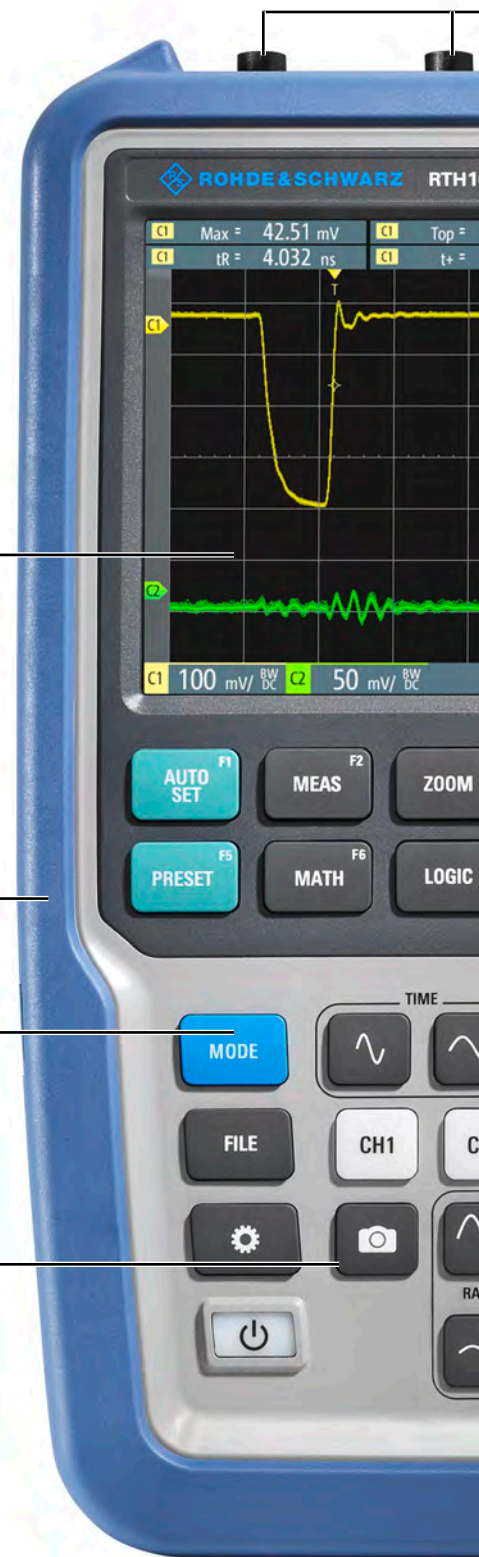 ROHDE&SCHWARZ
C1 Max = 42.51 mV C1 Top =
C1 tR = 4.032 ns C1 t+ =
T
C1
C2
C1 100 mV/ BW DC C2 50 mV/ BW DC
AUTO SET F1 MEAS F2 ZOOM
PRESET F5 MATH F6 LOGIC
TIME
MODE
FILE CH1